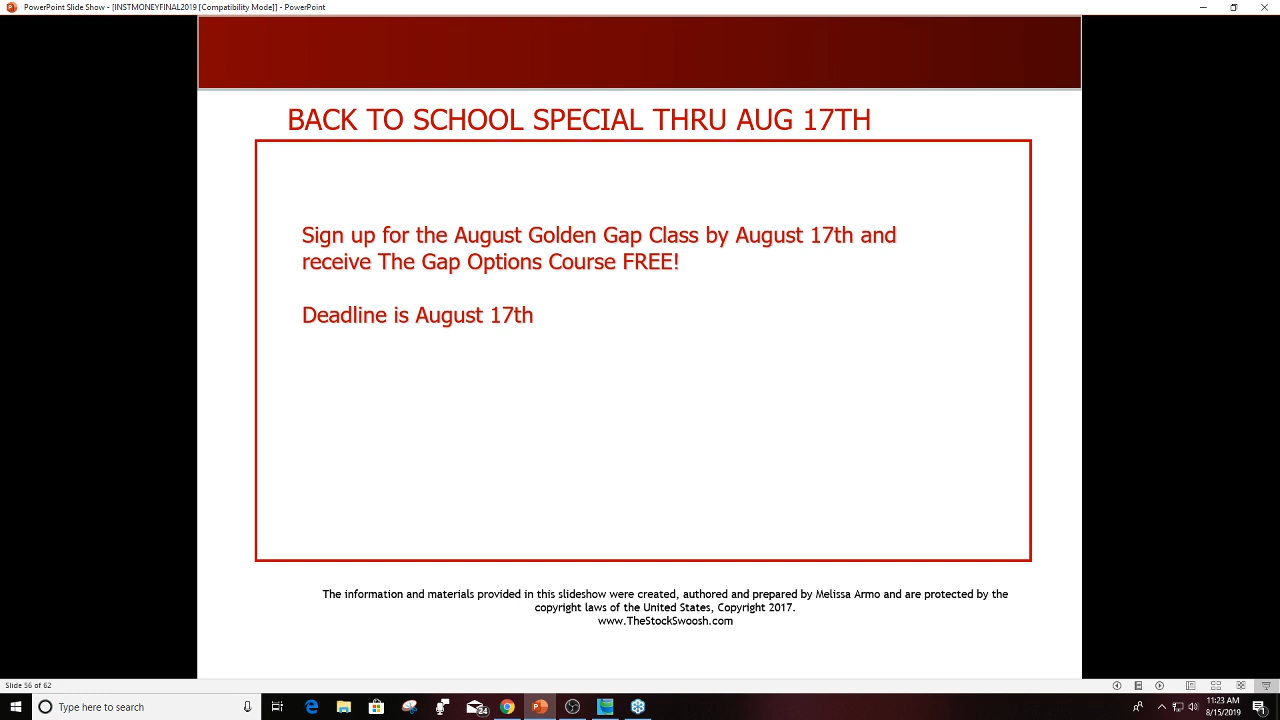 PowerPoint Slide Show - [INSTMONEYFINAL2019 [Compatibility Mode]] - PowerPoint
BACK TO SCHOOL SPECIAL THRU AUG 17TH
Sign up for the August Golden Gap Class by August 17th and
receive The Gap Options Course FREE!
Deadline is August 17th
The information and materials provided in this slideshow were created, authored and prepared by Melissa Armo and are protected by the
copyright laws of the United States, Copyright 2017.
www.TheStockSwoosh.com
Slide 56 of 62
Type here to search
24
11:23 AM
8/15/2019
1